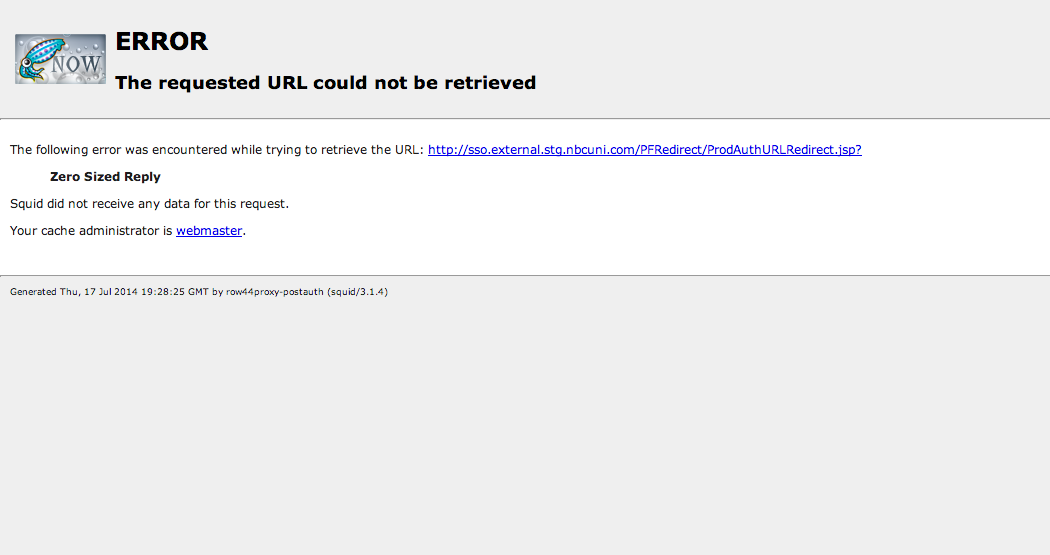 NOW
ERROR
The requested URL could not be retrieved
The following error was encountered while trying to retrieve the URL: http://sso.external.stg.nbcuni.com/PFRedirect/ProdAuthURLRedirect.jsp?
Zero Sized Reply
Squid did not receive any data for this request.
Your cache administrator is webmaster.
Generated Thu, 17 Jul 2014 19:28:25 GMT by row44proxy-postauth (squid/3.1.4)